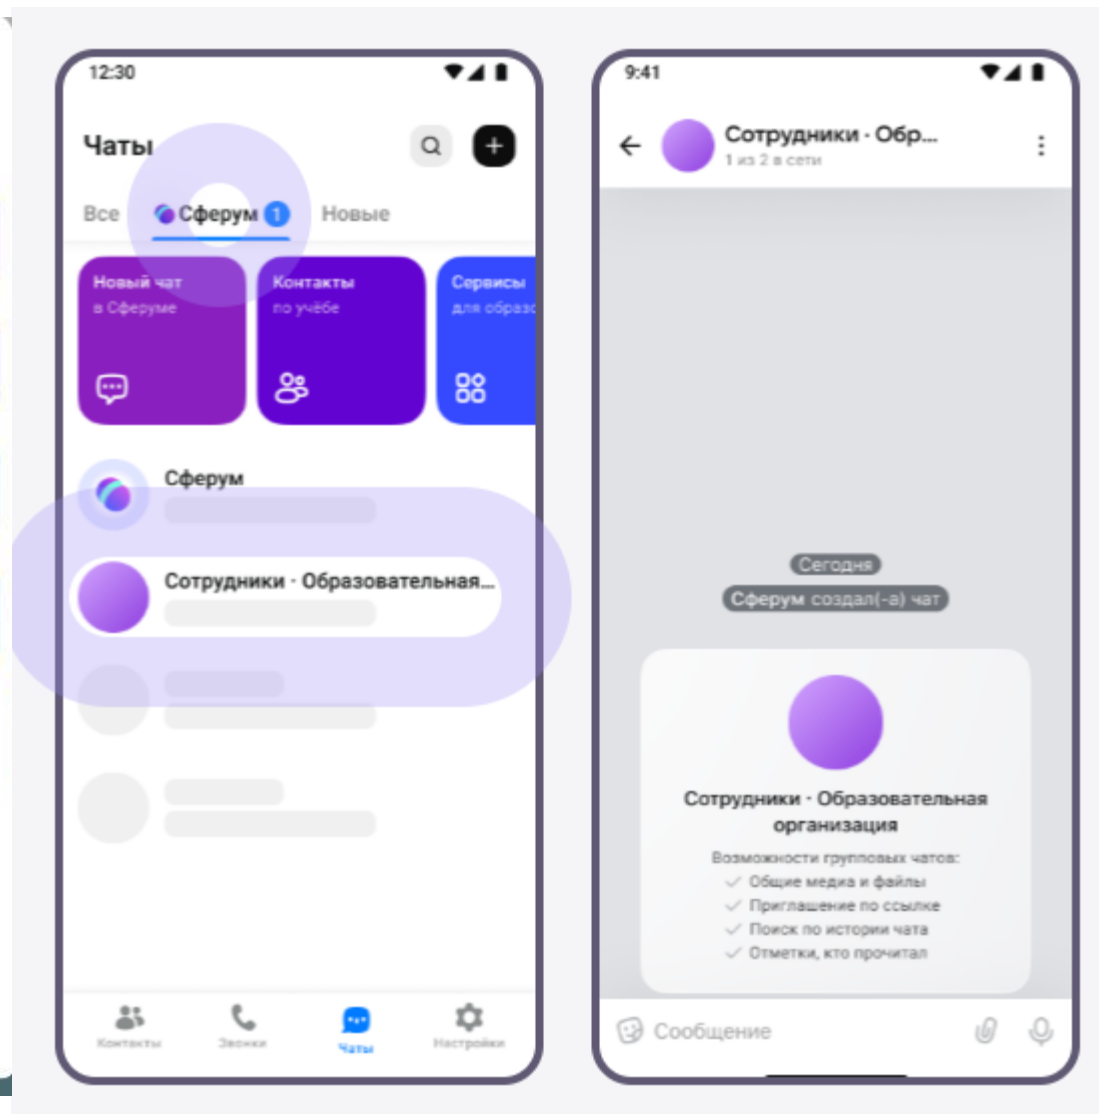 12:30
Чаты
Все
Сферум 1
Новые
Новый чат
в Сферуме
Контакты
по учёбе
Сервисы
для образо
Сферум
Сотрудники · Образовательная...
Контакты
Звонки
Чаты
Настройки
9:41
Сотрудники · Обр...
1 из 2 в сети
Сегодня
Сферум создал(-а) чат
Сотрудники · Образовательная
организация
Возможности групповых чатов:
Общие медиа и файлы
Приглашение по ссылке
Поиск по истории чата
Отметки, кто прочитал
Сообщение